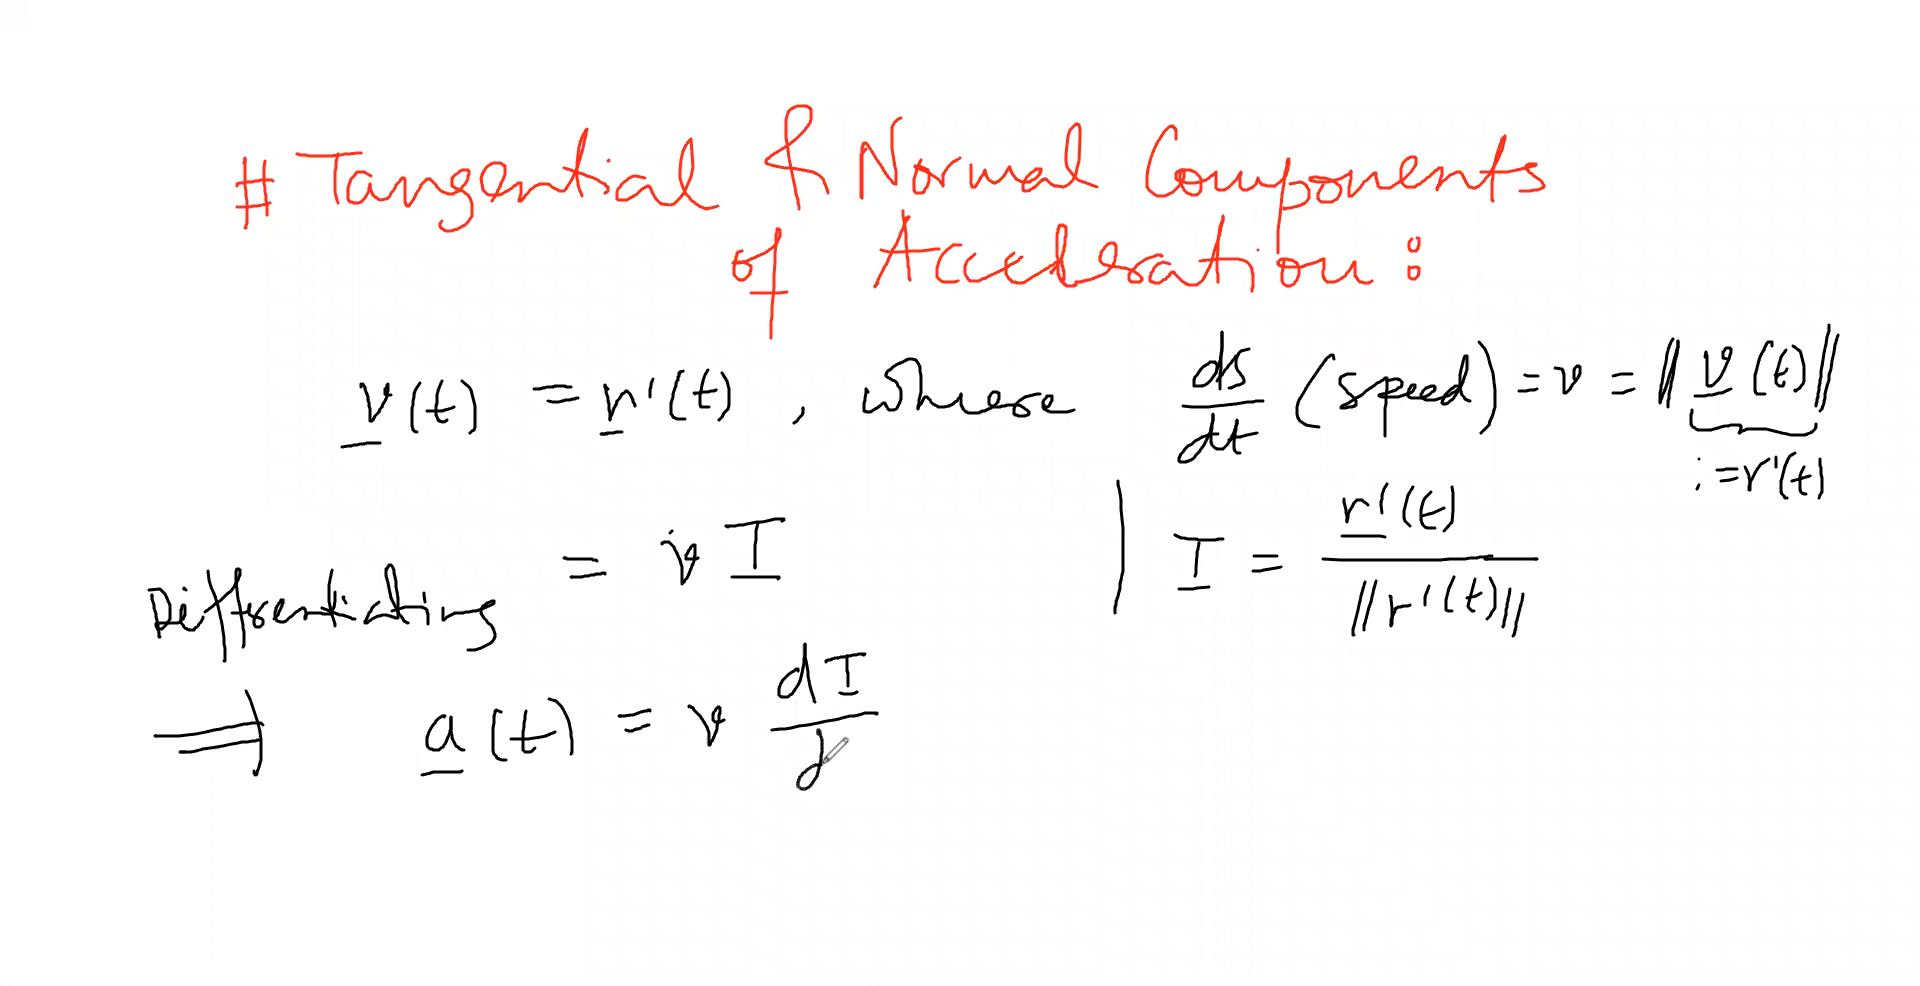 # Tangential & Normal Components
of Acceleration :
v(t) = r'(t) , where ds/dt (speed) = v = ||v(t)||
:=r'(t)
= v T | T = r'(t) / ||r'(t)||
Differentiating
⟹ a(t) = v dT/d